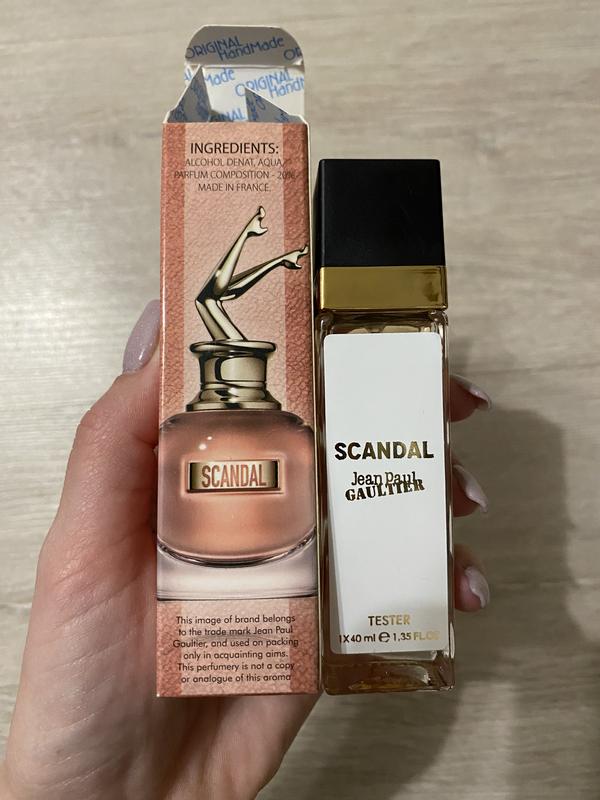 ORIGINAL
HandMade
Made
ORIGINAL
HandM
INGREDIENTS:
ALCOHOL DENAT, AQUA,
PARFUM COMPOSITION - 20%
MADE IN FRANCE.
SCANDAL
This image of brand belongs
to the trade mark Jean Paul
Gaultier, and used on packing
only in acquainting aims.
This perfumery is not a copy
or analogue of this aroma
SCANDAL
Jean Paul
GAULTIER
TESTER
1X40 ml ℮ 1,35 FL.OZ